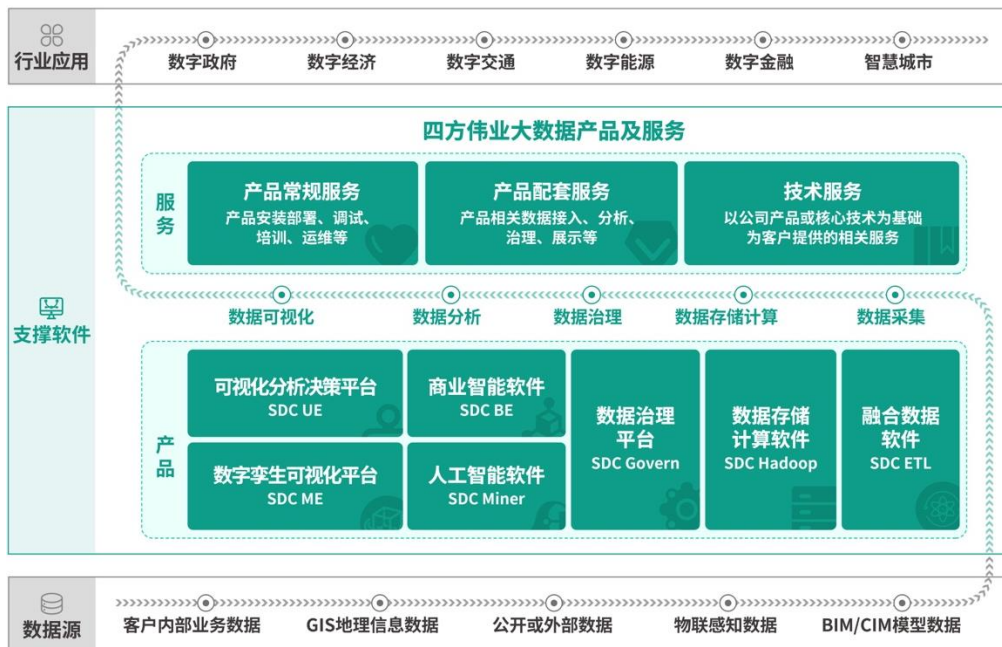 行业应用
数字政府
数字经济
数字交通
数字能源
数字金融
智慧城市
四方伟业大数据产品及服务
支撑软件
服务
产品常规服务
产品安装部署、调试、
培训、运维等
产品配套服务
产品相关数据接入、分析、
治理、展示等
技术服务
以公司产品或核心技术为基础
为客户提供的相关服务
数据可视化
数据分析
数据治理
数据存储计算
数据采集
产品
可视化分析决策平台
SDC UE
商业智能软件
SDC BE
数字孪生可视化平台
SDC ME
人工智能软件
SDC Miner
数据治理
平台
SDC Govern
数据存储
计算软件
SDC Hadoop
融合数据
软件
SDC ETL
数据源
客户内部业务数据
GIS地理信息数据
公开或外部数据
物联感知数据
BIM/CIM模型数据